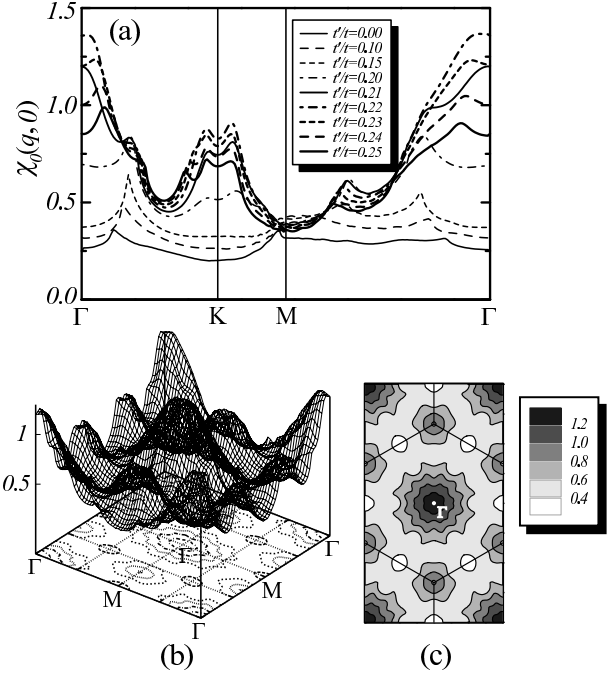 1.5
(a)
t'/t=0.00
t'/t=0.10
t'/t=0.15
t'/t=0.20
t'/t=0.21
t'/t=0.22
t'/t=0.23
t'/t=0.24
t'/t=0.25
1.0
χ₀(q,0)
0.5
0.0
Γ K M Γ
1
0.5
Γ
Γ
Γ
M
M
Γ
(b)
Γ
1.2
1.0
0.8
0.6
0.4
(c)